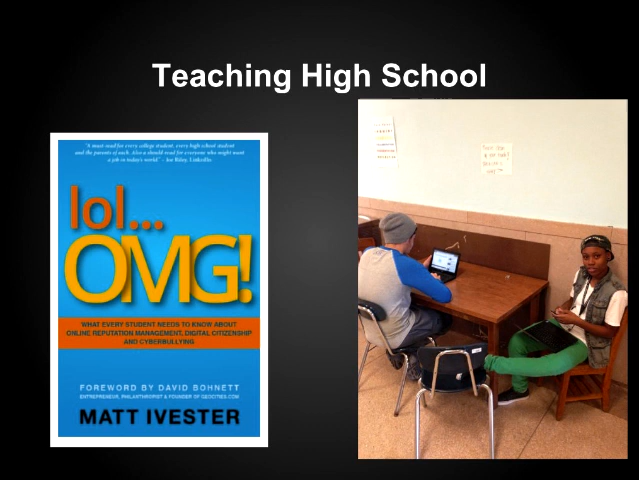 Teaching High School
"A must-read for every college student, every high school student
and the parents of each. Also a should read for everyone who might want
a job in today's world" - Joe Riley, LinkedIn
lol...
OMG!
WHAT EVERY STUDENT NEEDS TO KNOW ABOUT
ONLINE REPUTATION MANAGEMENT, DIGITAL CITIZENSHIP
AND CYBERBULLYING
FOREWORD BY DAVID BOHNETT
ENTREPRENEUR, PHILANTHROPIST & FOUNDER OF GEOCITIES.COM
MATT IVESTER